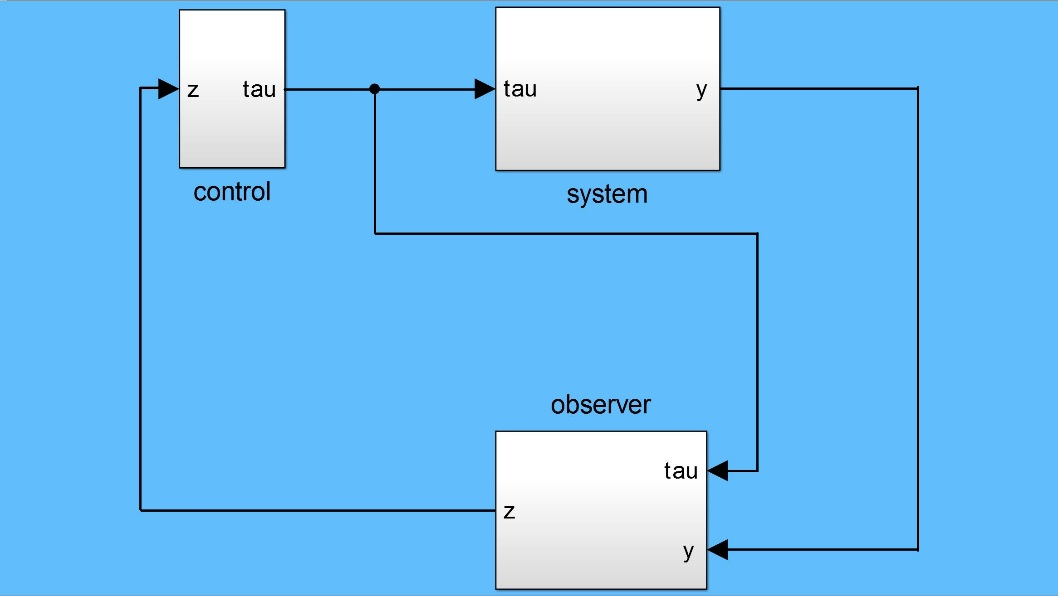 z tau
tau y
control
system
observer
tau
z
y